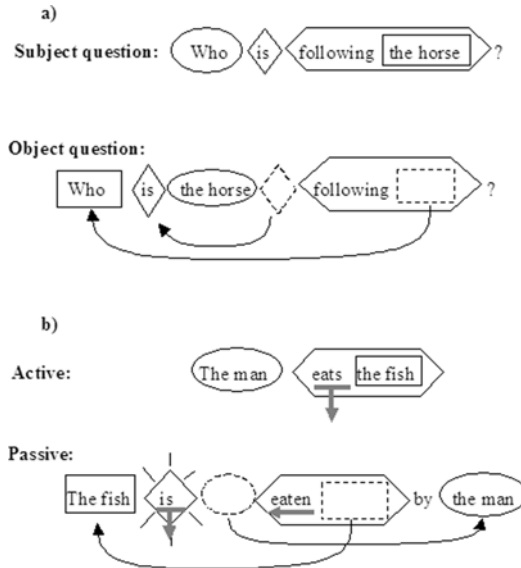 a)
Subject question: Who is following the horse ?
Object question:
Who is the horse following ?
b)
Active: The man eats the fish
Passive:
The fish is eaten by the man